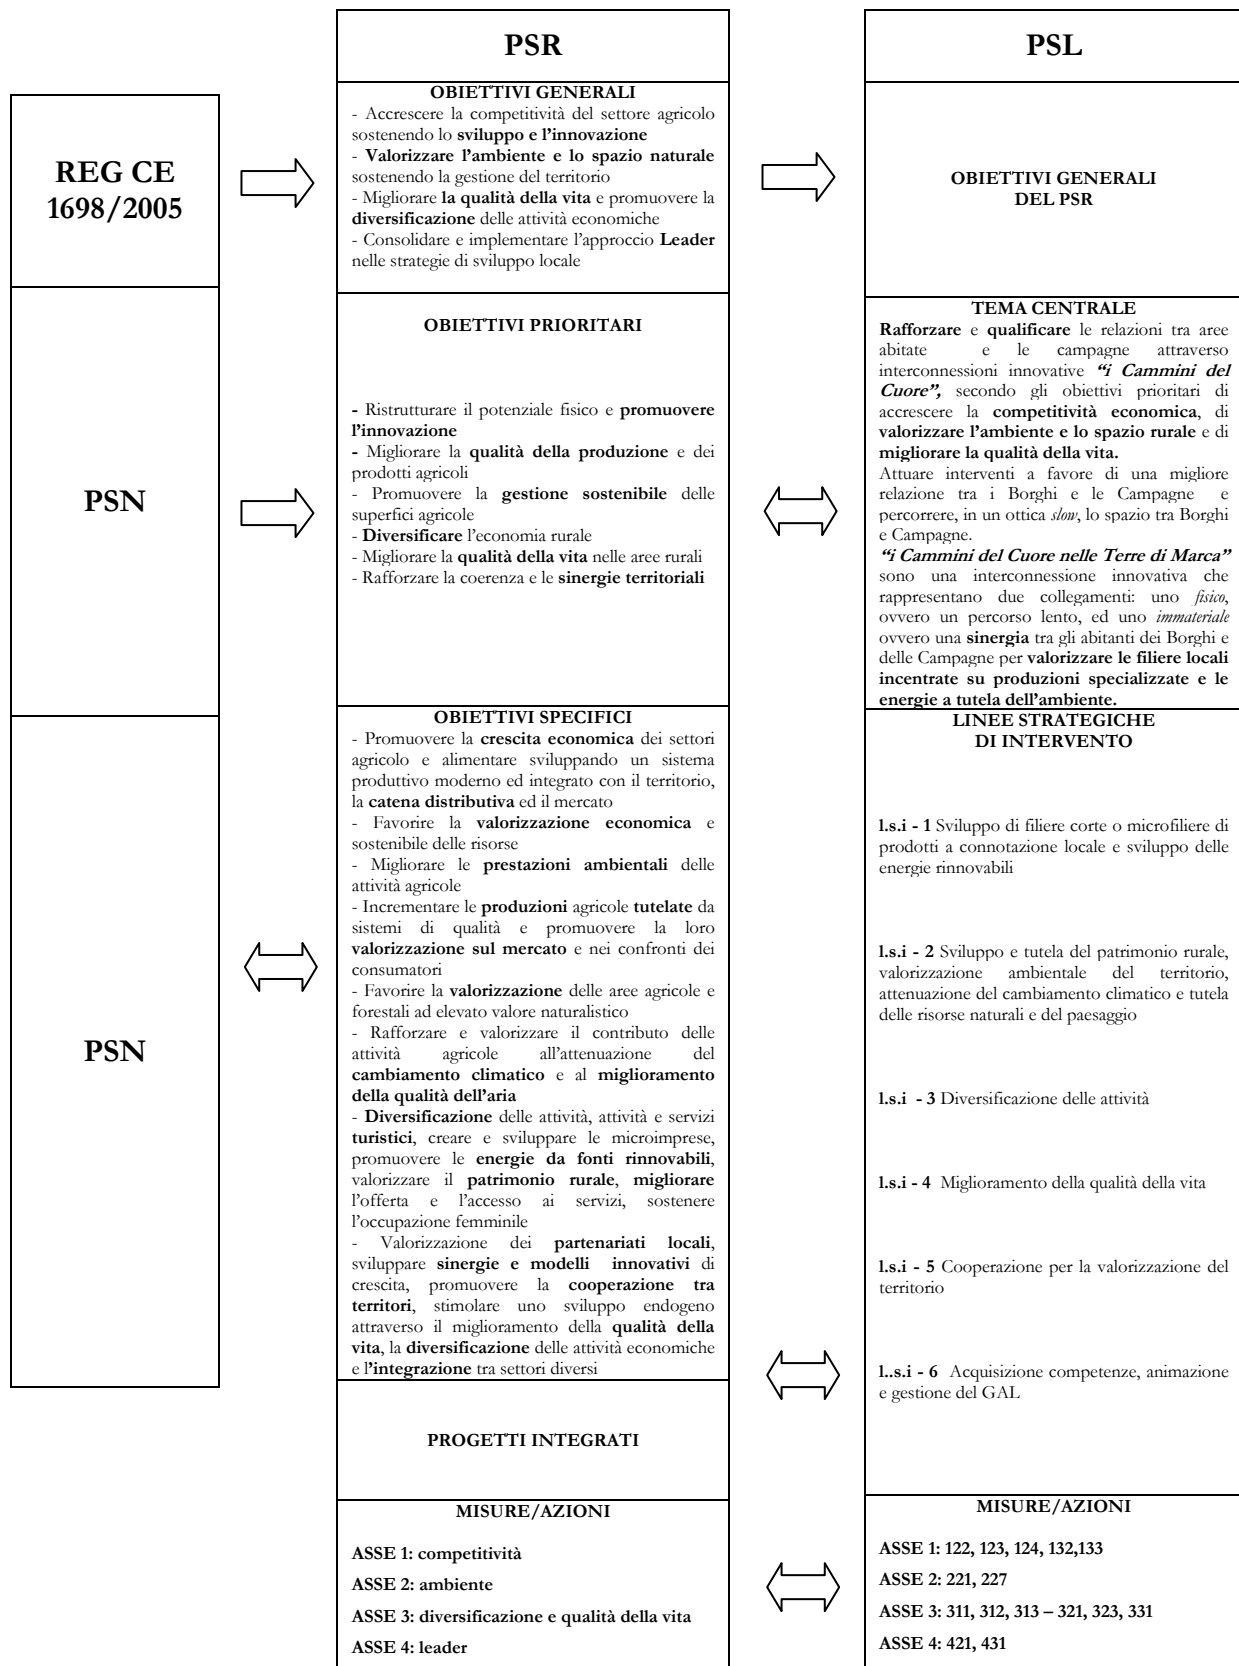 REG CE
1698/2005
PSN
PSN
PSR
OBIETTIVI GENERALI
- Accrescere la competitività del settore agricolo
sostenendo lo sviluppo e l’innovazione
- Valorizzare l’ambiente e lo spazio naturale
sostenendo la gestione del territorio
- Migliorare la qualità della vita e promuovere la
diversificazione delle attività economiche
- Consolidare e implementare l’approccio Leader
nelle strategie di sviluppo locale
OBIETTIVI PRIORITARI
- Ristrutturare il potenziale fisico e promuovere
l’innovazione
- Migliorare la qualità della produzione e dei
prodotti agricoli
- Promuovere la gestione sostenibile delle
superfici agricole
- Diversificare l’economia rurale
- Migliorare la qualità della vita nelle aree rurali
- Rafforzare la coerenza e le sinergie territoriali
OBIETTIVI SPECIFICI
- Promuovere la crescita economica dei settori
agricolo e alimentare sviluppando un sistema
produttivo moderno ed integrato con il territorio,
la catena distributiva ed il mercato
- Favorire la valorizzazione economica e
sostenibile delle risorse
- Migliorare le prestazioni ambientali delle
attività agricole
- Incrementare le produzioni agricole tutelate da
sistemi di qualità e promuovere la loro
valorizzazione sul mercato e nei confronti dei
consumatori
- Favorire la valorizzazione delle aree agricole e
forestali ad elevato valore naturalistico
- Rafforzare e valorizzare il contributo delle
attività agricole all’attenuazione del
cambiamento climatico e al miglioramento
della qualità dell’aria
- Diversificazione delle attività, attività e servizi
turistici, creare e sviluppare le microimprese,
promuovere le energie da fonti rinnovabili,
valorizzare il patrimonio rurale, migliorare
l’offerta e l’accesso ai servizi, sostenere
l’occupazione femminile
- Valorizzazione dei partenariati locali,
sviluppare sinergie e modelli innovativi di
crescita, promuovere la cooperazione tra
territori, stimolare uno sviluppo endogeno
attraverso il miglioramento della qualità della
vita, la diversificazione delle attività economiche
e l’integrazione tra settori diversi
PROGETTI INTEGRATI
MISURE/AZIONI
ASSE 1: competitività
ASSE 2: ambiente
ASSE 3: diversificazione e qualità della vita
ASSE 4: leader
PSL
OBIETTIVI GENERALI
DEL PSR
TEMA CENTRALE
Rafforzare e qualificare le relazioni tra aree
abitate e le campagne attraverso
interconnessioni innovative “i Cammini del
Cuore”, secondo gli obiettivi prioritari di
accrescere la competitività economica, di
valorizzare l’ambiente e lo spazio rurale e di
migliorare la qualità della vita.
Attuare interventi a favore di una migliore
relazione tra i Borghi e le Campagne e
percorrere, in un ottica slow, lo spazio tra Borghi
e Campagne.
“i Cammini del Cuore nelle Terre di Marca”
sono una interconnessione innovativa che
rappresentano due collegamenti: uno fisico,
ovvero un percorso lento, ed uno immateriale
ovvero una sinergia tra gli abitanti dei Borghi e
delle Campagne per valorizzare le filiere locali
incentrate su produzioni specializzate e le
energie a tutela dell’ambiente.
LINEE STRATEGICHE
DI INTERVENTO
l.s.i - 1 Sviluppo di filiere corte o microfiliere di
prodotti a connotazione locale e sviluppo delle
energie rinnovabili
l.s.i - 2 Sviluppo e tutela del patrimonio rurale,
valorizzazione ambientale del territorio,
attenuazione del cambiamento climatico e tutela
delle risorse naturali e del paesaggio
l.s.i - 3 Diversificazione delle attività
l.s.i - 4 Miglioramento della qualità della vita
l.s.i - 5 Cooperazione per la valorizzazione del
territorio
l..s.i - 6 Acquisizione competenze, animazione
e gestione del GAL
MISURE/AZIONI
ASSE 1: 122, 123, 124, 132,133
ASSE 2: 221, 227
ASSE 3: 311, 312, 313 – 321, 323, 331
ASSE 4: 421, 431